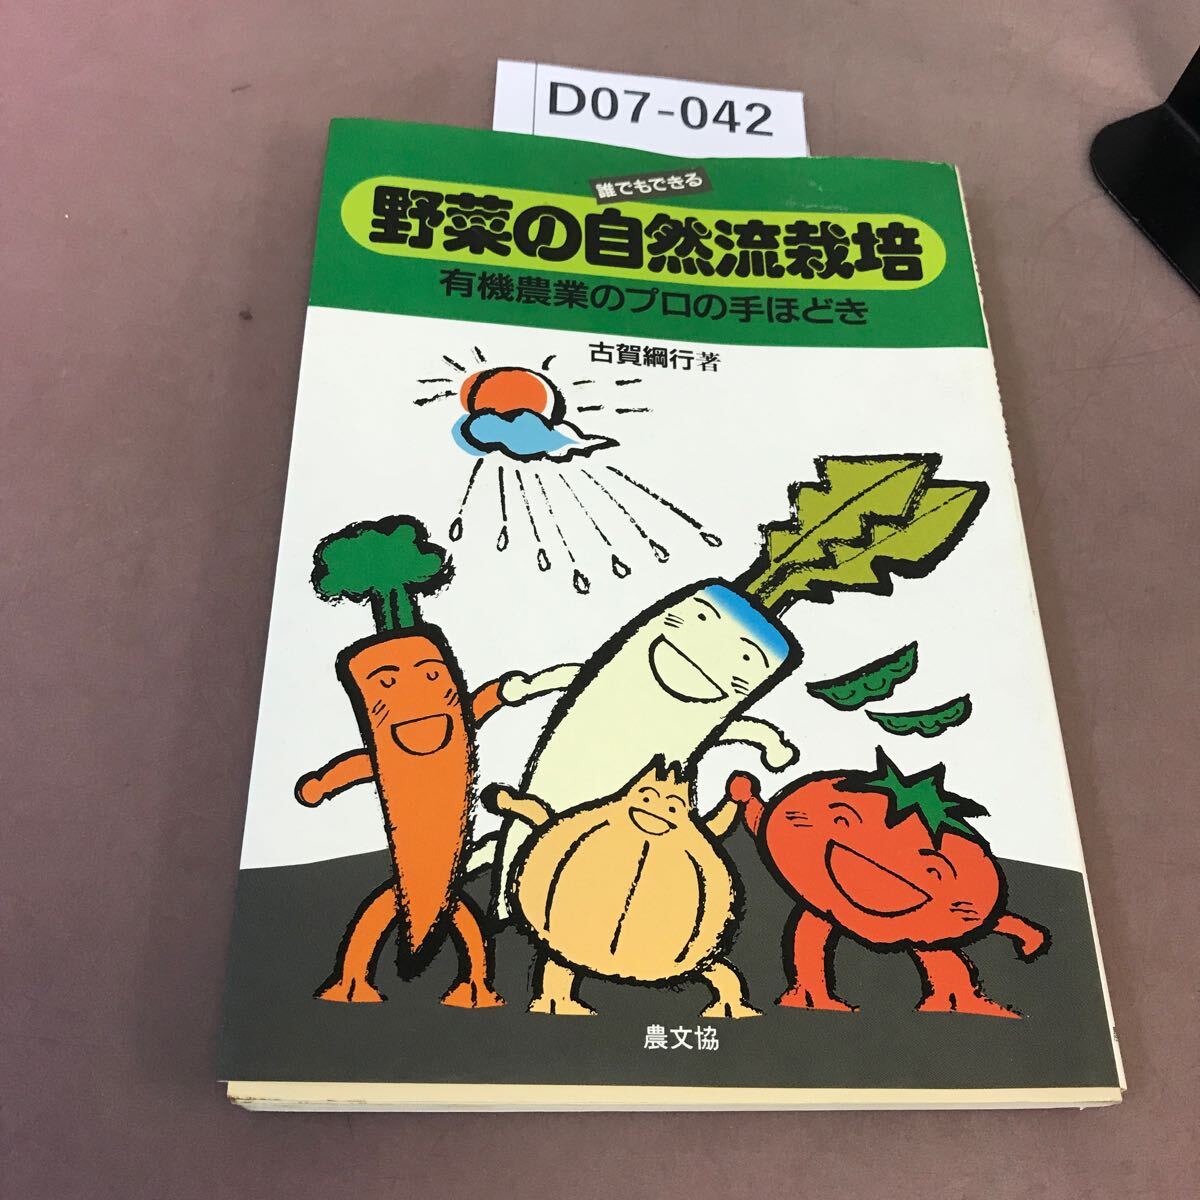 D07-042
誰でもできる
野菜の自然流栽培
有機農業のプロの手ほどき
古賀綱行著
農文協